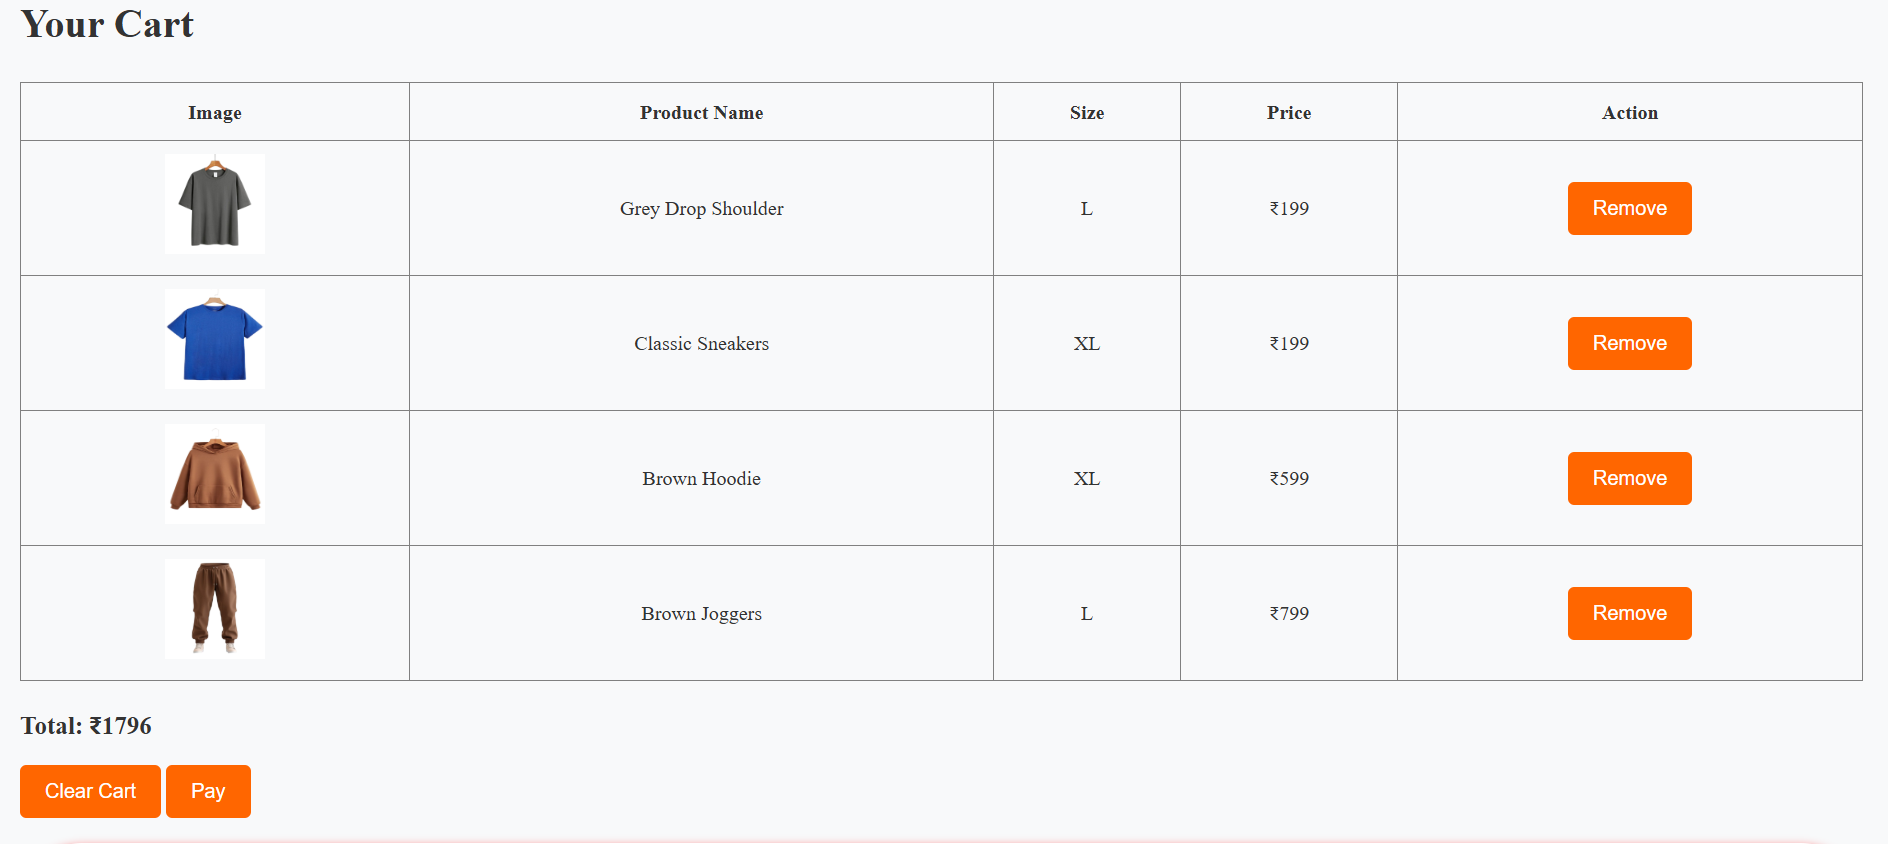 Your Cart
Image Product Name Size Price Action
Grey Drop Shoulder L ₹199 Remove
Classic Sneakers XL ₹199 Remove
Brown Hoodie XL ₹599 Remove
Brown Joggers L ₹799 Remove
Total: ₹1796
Clear Cart Pay